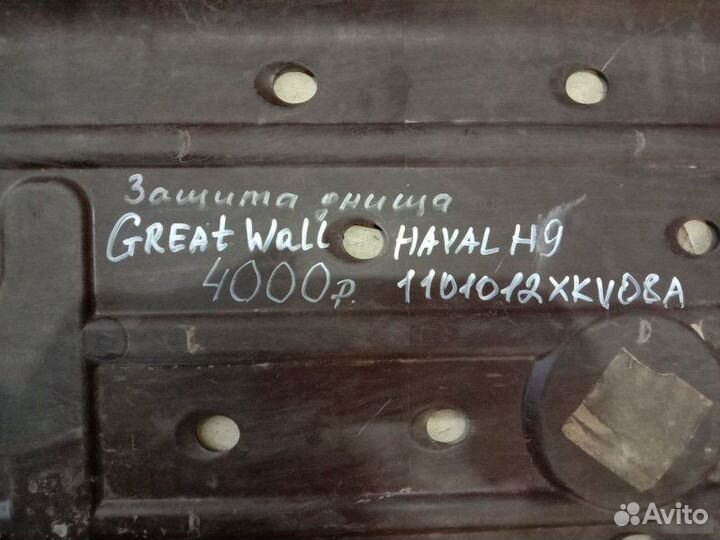 Защита днища
GREAT Wall HAVAL H9
4000р. 1101012XKV08A
Avito